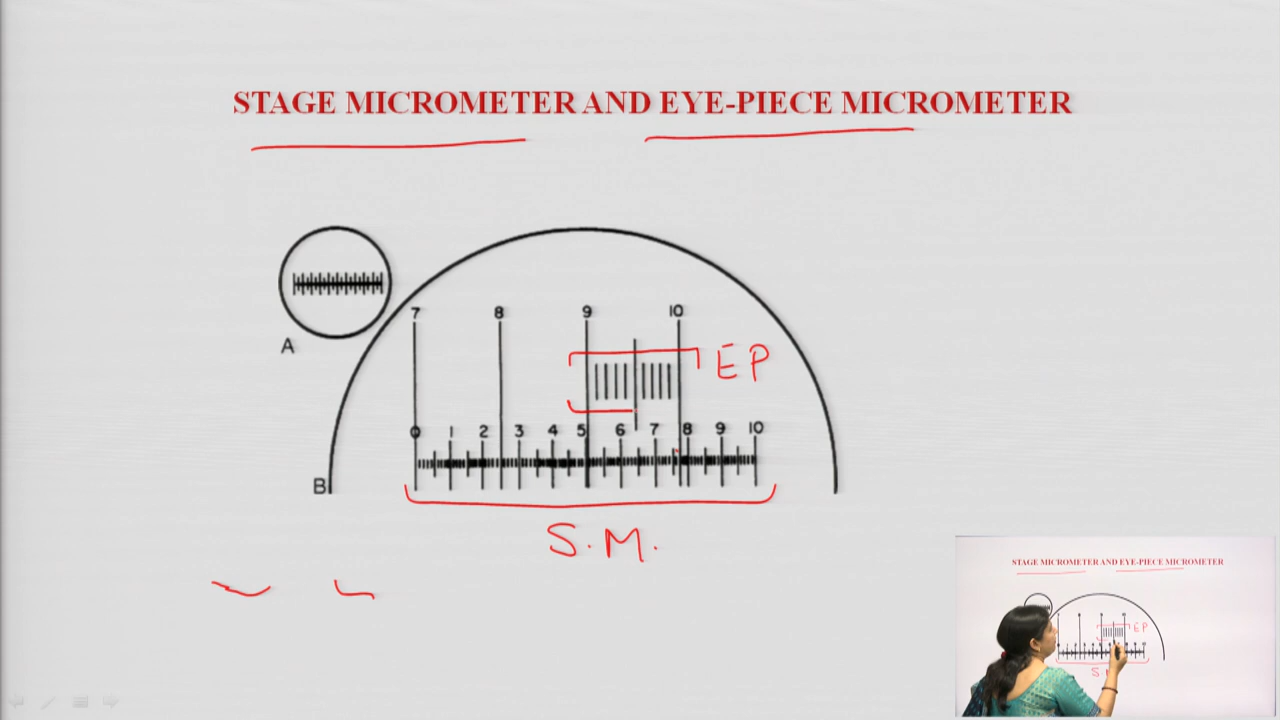 STAGE MICROMETER AND EYE-PIECE MICROMETER
A
7 8 9 10
EP
0 1 2 3 4 5 6 7 8 9 10
B
S.M.
STAGE MICROMETER AND EYE-PIECE MICROMETER
EP